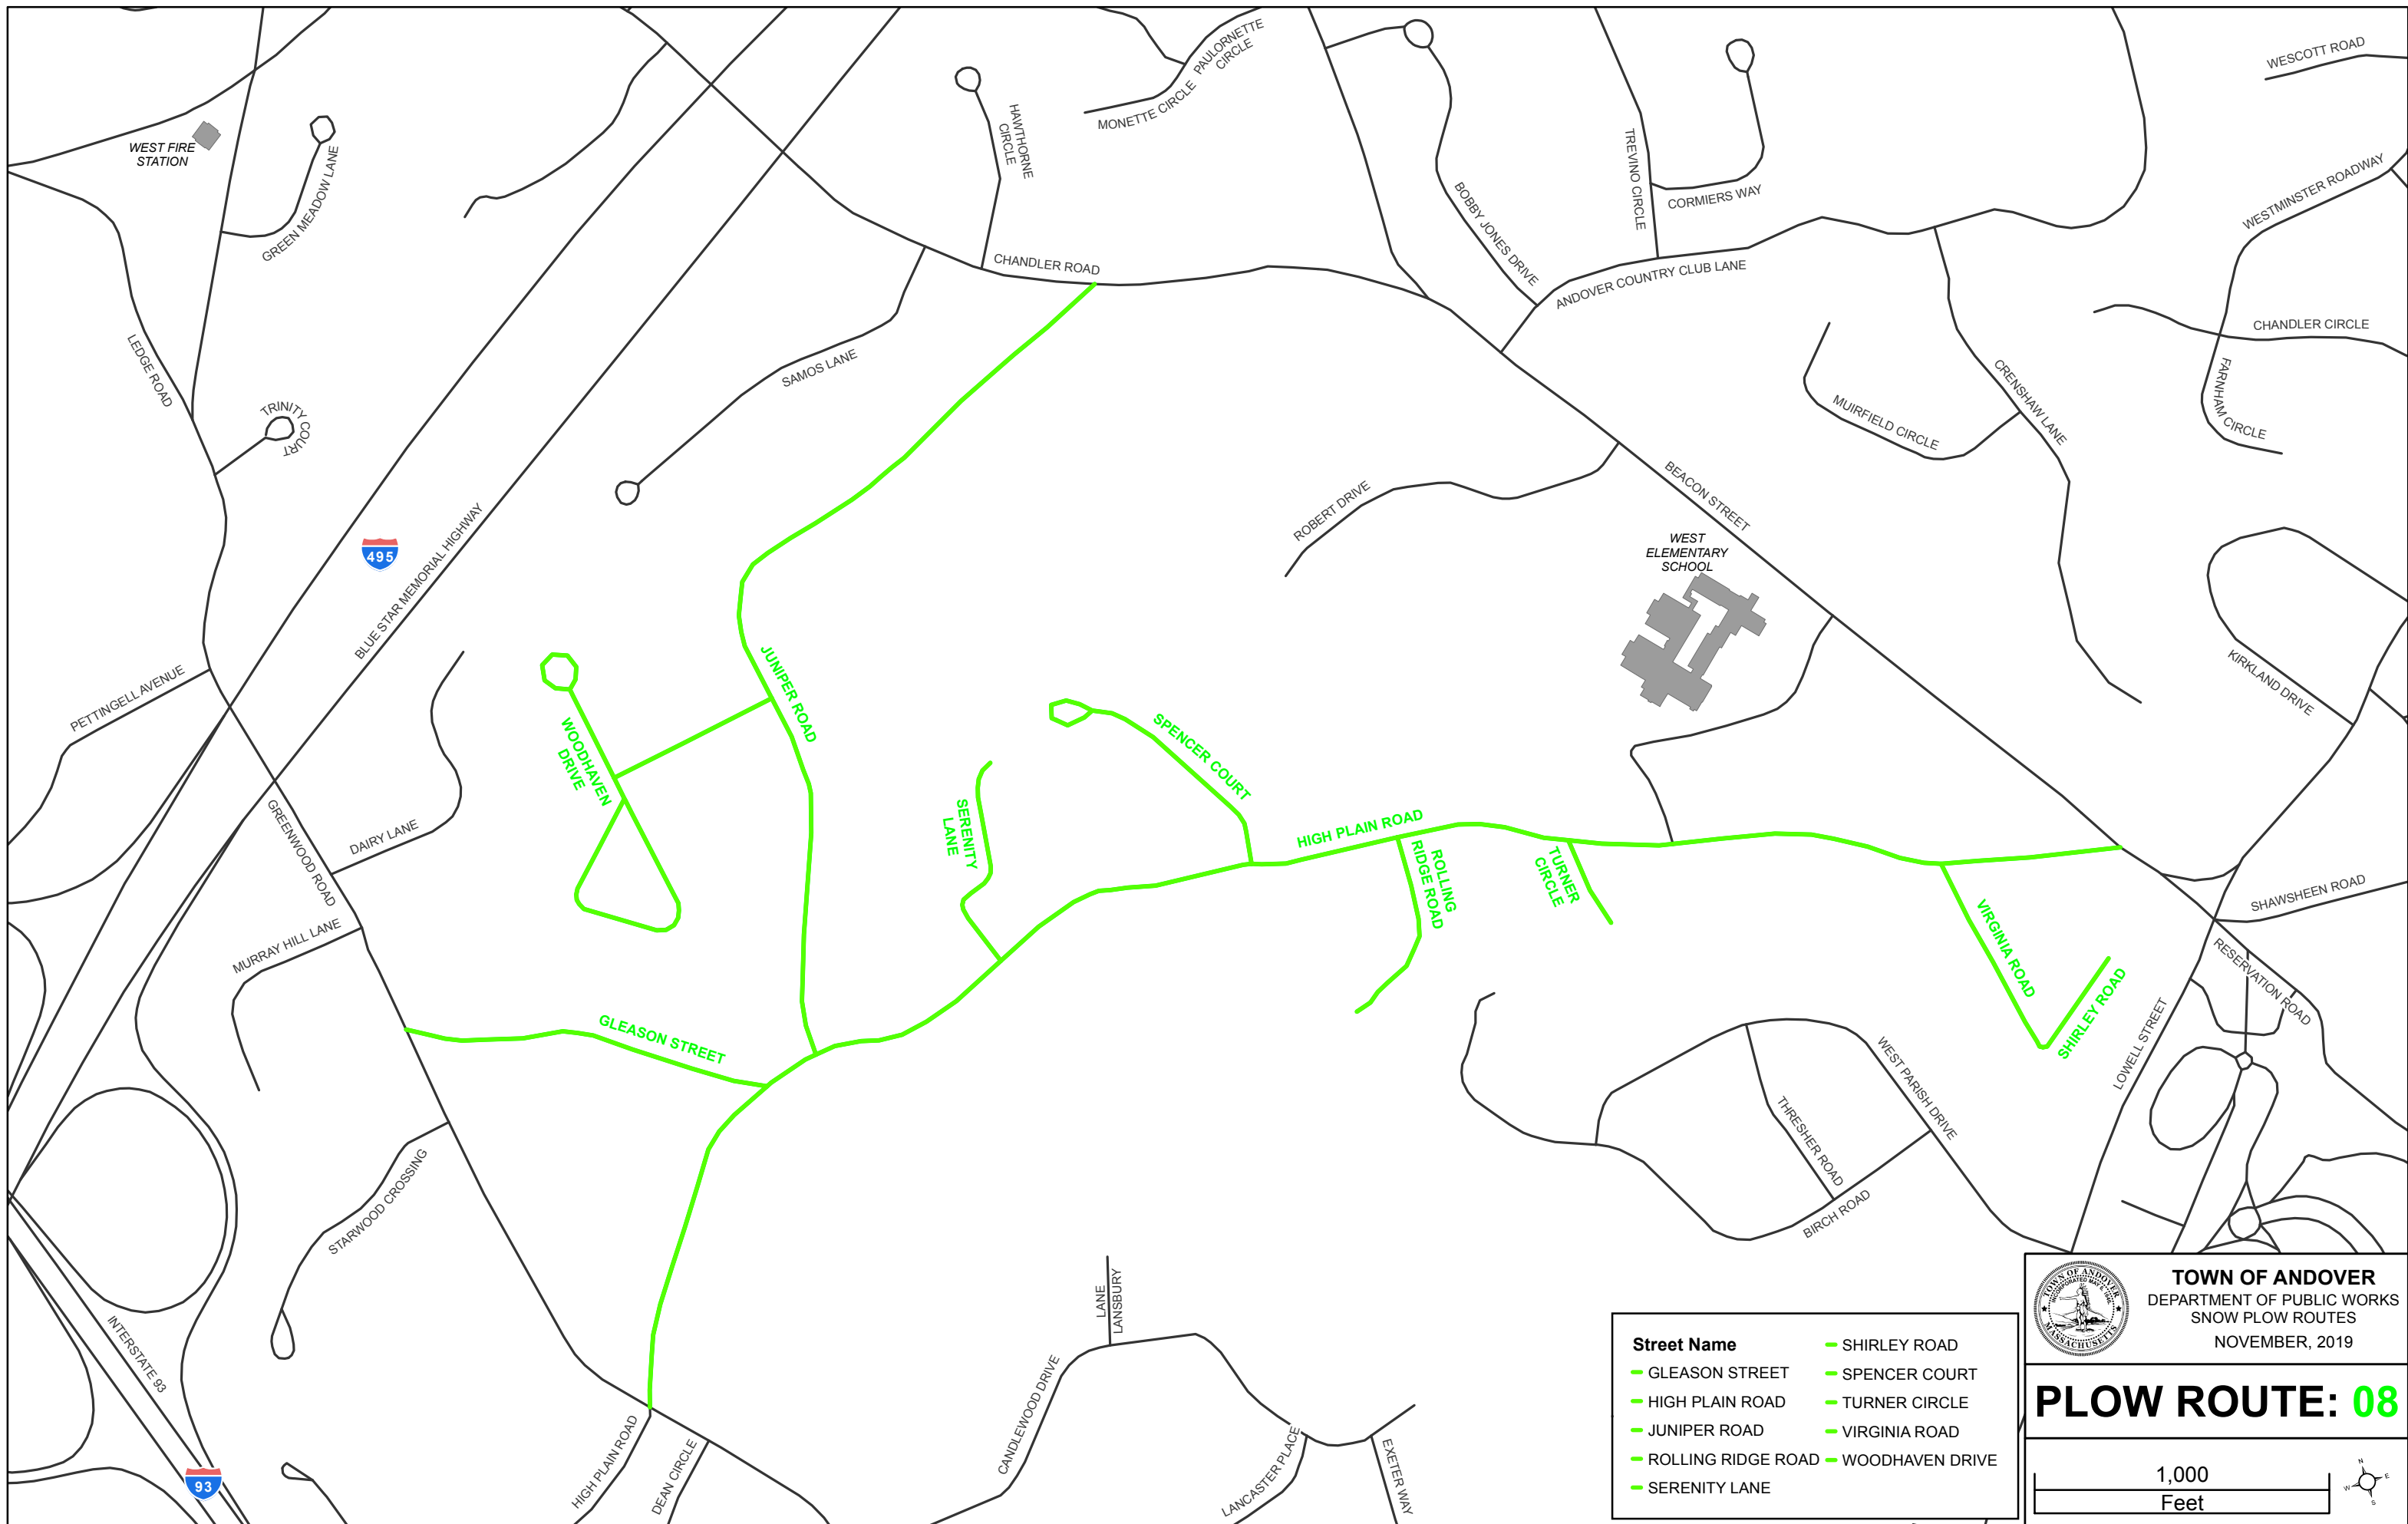 PAULORNETTE
CIRCLE
MONETTE CIRCLE
HAWTHORNE
CIRCLE
WESCOTT ROAD
WEST FIRE
STATION
GREEN MEADOW LANE
TREVINO CIRCLE
CORMIERS WAY
BOBBY JONES DRIVE
WESTMINSTER ROADWAY
CHANDLER ROAD
ANDOVER COUNTRY CLUB LANE
CHANDLER CIRCLE
LEDGE ROAD
SAMOS LANE
TRINITY COURT
MUIRFIELD CIRCLE
CRENSHAW LANE
FARNHAM CIRCLE
ROBERT DRIVE
BEACON STREET
495
BLUE STAR MEMORIAL HIGHWAY
WEST
ELEMENTARY
SCHOOL
PETTINGELL AVENUE
JUNIPER ROAD
KIRKLAND DRIVE
WOODHAVEN
DRIVE
SPENCER COURT
GREENWOOD ROAD
DAIRY LANE
SERENITY
LANE
HIGH PLAIN ROAD
ROLLING
RIDGE ROAD
TURNER
CIRCLE
SHAWSHEEN ROAD
MURRAY HILL LANE
VIRGINIA ROAD
SHIRLEY ROAD
RESERVATION ROAD
GLEASON STREET
LOWELL STREET
WEST PARISH DRIVE
THRESHER ROAD
BIRCH ROAD
STARWOOD CROSSING
LANE
LANSBURY
INTERSTATE 93
93
CANDLEWOOD DRIVE
HIGH PLAIN ROAD
DEAN CIRCLE
LANCASTER PLACE
EXETER WAY
Street Name
GLEASON STREET
HIGH PLAIN ROAD
JUNIPER ROAD
ROLLING RIDGE ROAD
SERENITY LANE
SHIRLEY ROAD
SPENCER COURT
TURNER CIRCLE
VIRGINIA ROAD
WOODHAVEN DRIVE
TOWN OF ANDOVER
MASSACHUSETTS
TOWN OF ANDOVER
DEPARTMENT OF PUBLIC WORKS
SNOW PLOW ROUTES
NOVEMBER, 2019
PLOW ROUTE: 08
1,000
Feet
N
E
W
S